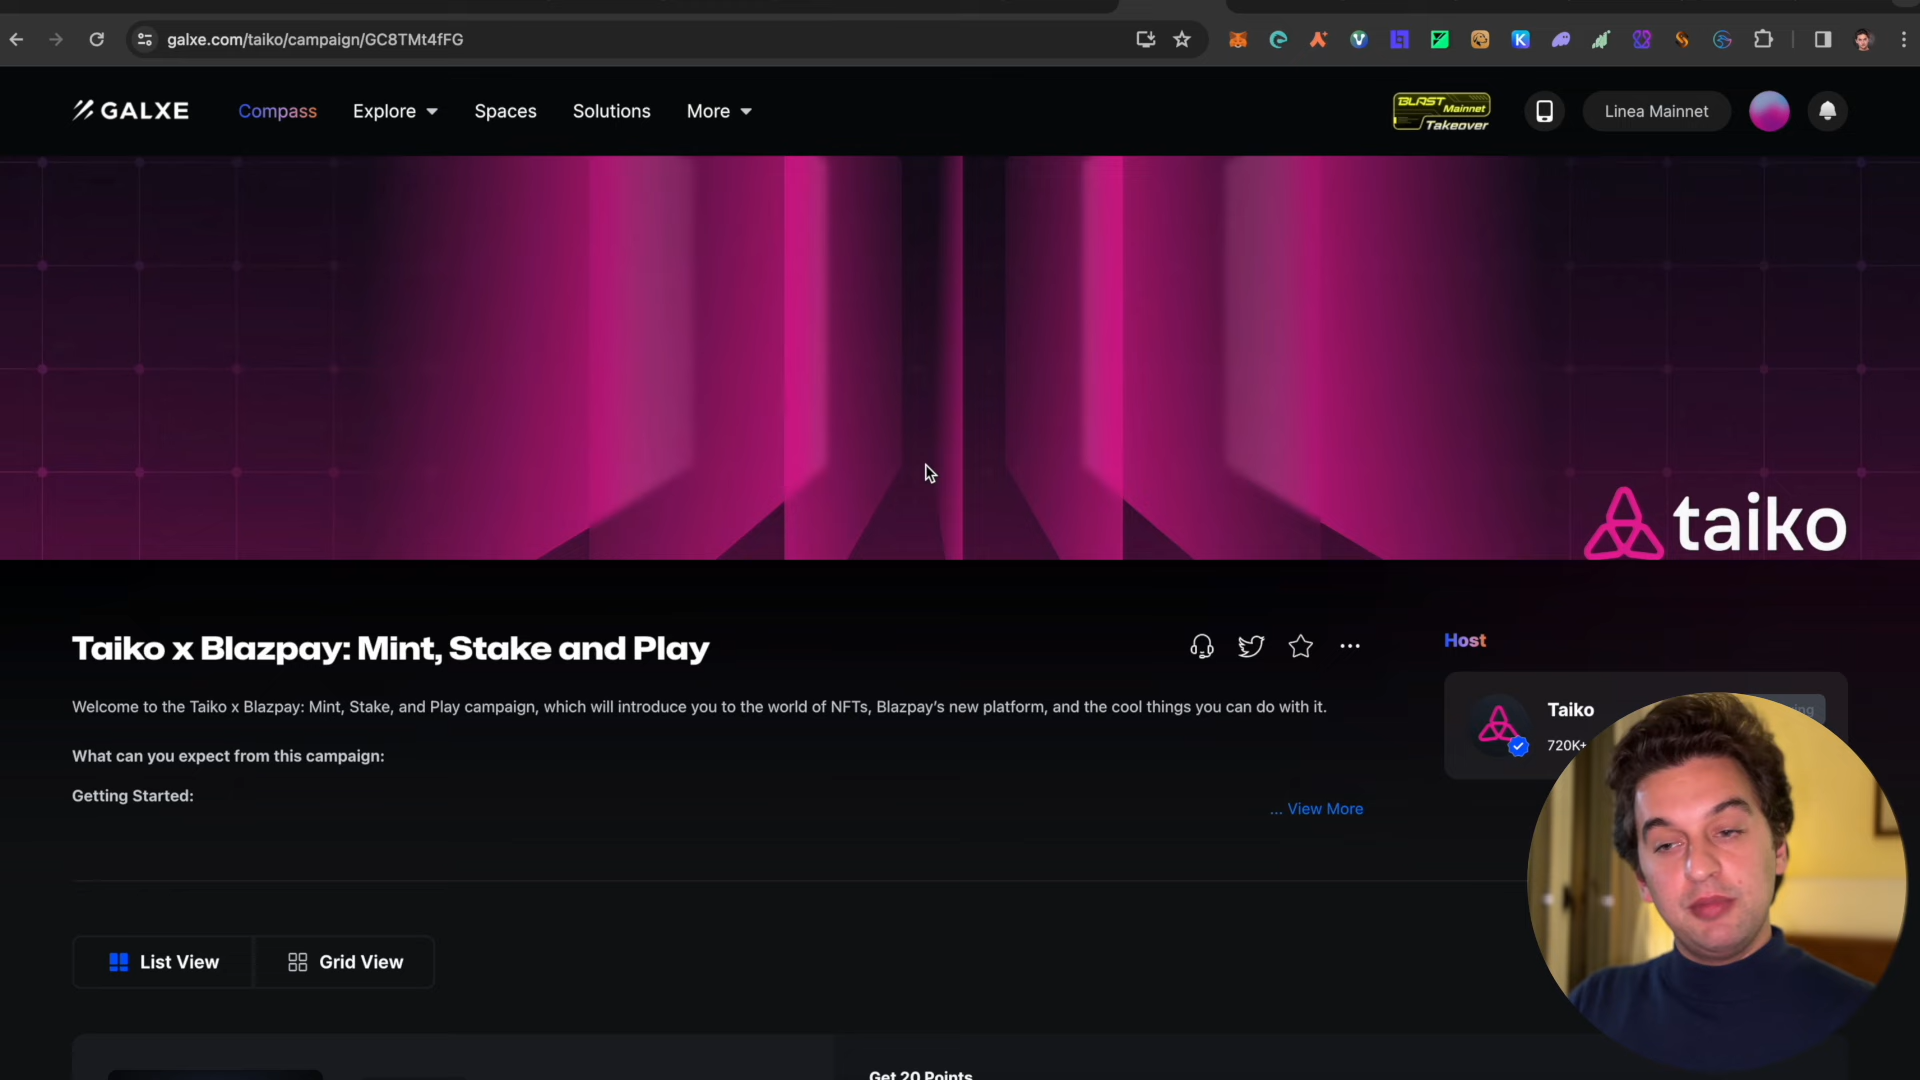 galxe.com/taiko/campaign/GC8TMt4fFG
GALXE Compass Explore Spaces Solutions More BLAST Mainnet Takeover Linea Mainnet
taiko
Taiko x Blazpay: Mint, Stake and Play
Host
Welcome to the Taiko x Blazpay: Mint, Stake, and Play campaign, which will introduce you to the world of NFTs, Blazpay's new platform, and the cool things you can do with it.
Taiko
720K+
What can you expect from this campaign:
Getting Started:
... View More
List View Grid View
Get 20 Points